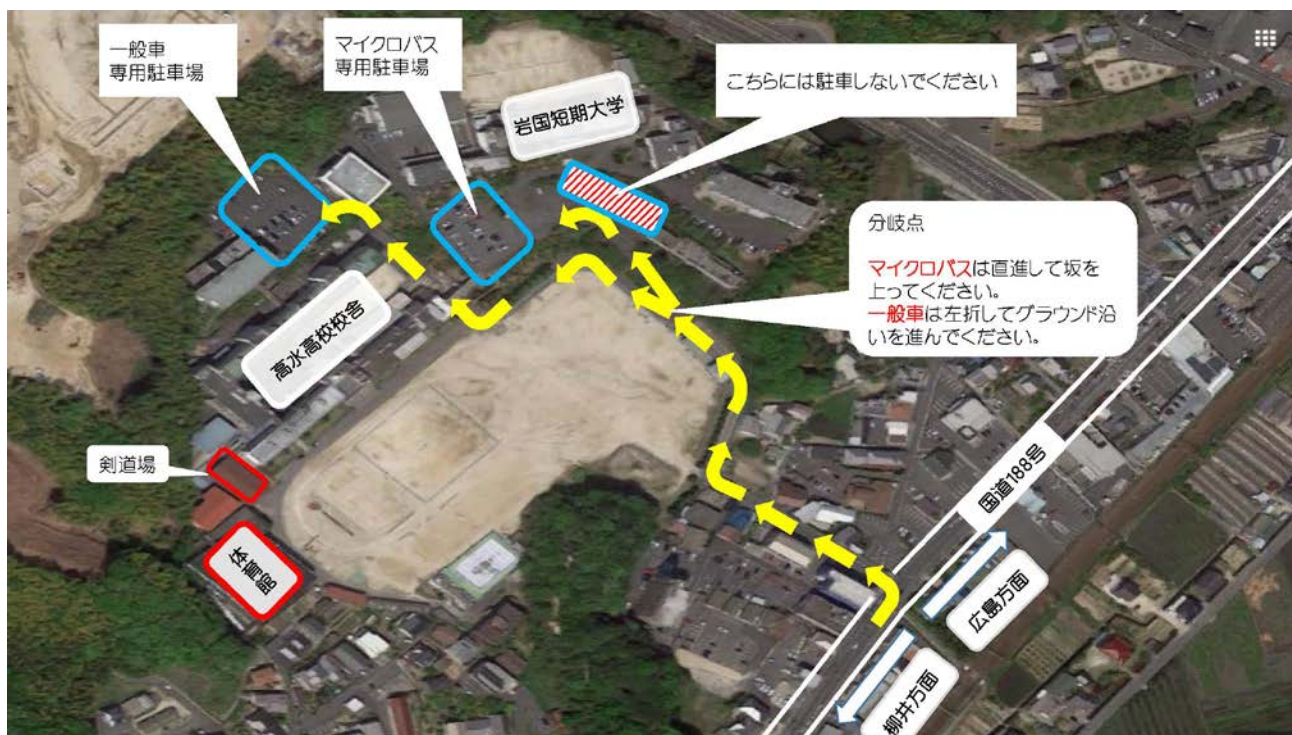 一般車
専用駐車場
マイクロバス
専用駐車場
岩国短期大学
こちらには駐車しないでください
分岐点
マイクロバスは直進して坂を
上ってください。
一般車は左折してグラウンド沿
いを進んでください。
高水高校校舎
剣道場
体育館
国道188号
広島方面
柳井方面